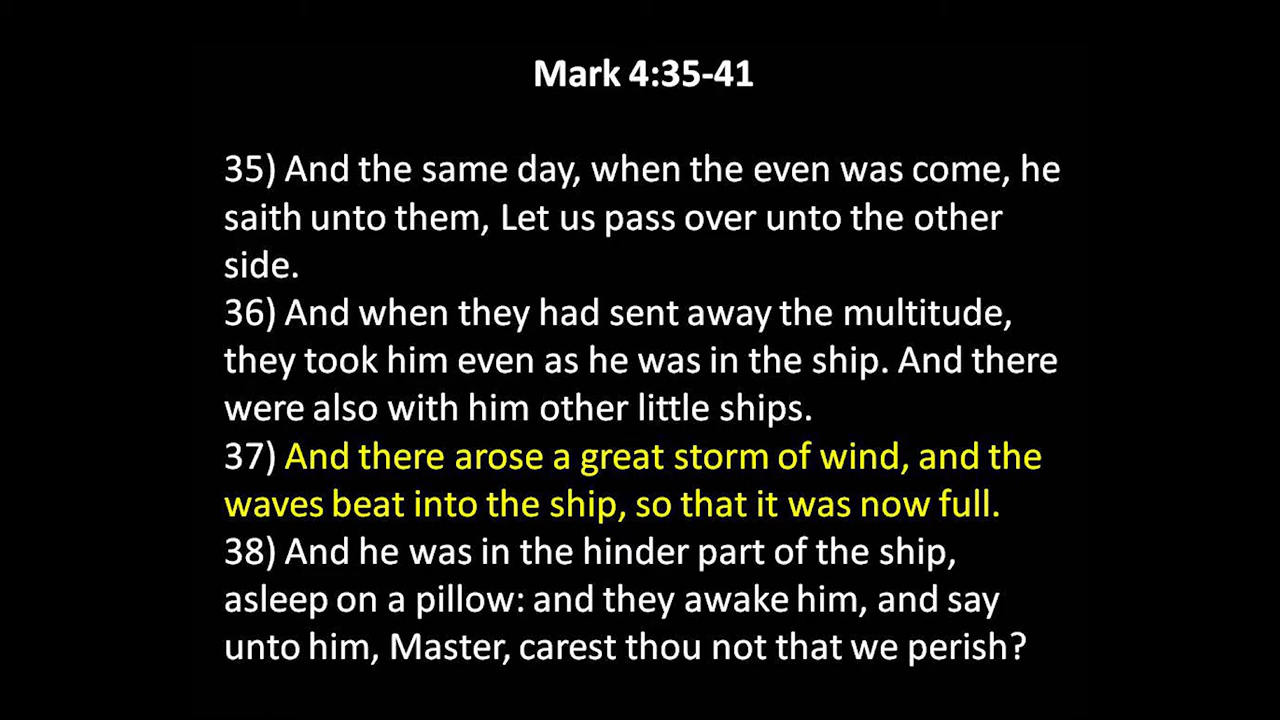 Mark 4:35-41
35) And the same day, when the even was come, he
saith unto them, Let us pass over unto the other
side.
36) And when they had sent away the multitude,
they took him even as he was in the ship. And there
were also with him other little ships.
37) And there arose a great storm of wind, and the
waves beat into the ship, so that it was now full.
38) And he was in the hinder part of the ship,
asleep on a pillow: and they awake him, and say
unto him, Master, carest thou not that we perish?